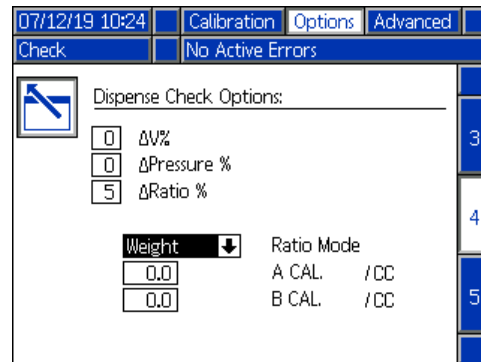 07/12/19 10:24 Calibration Options Advanced
Check No Active Errors
Dispense Check Options:
0 ΔV%
0 ΔPressure %
5 ΔRatio %
3
4
Weight Ratio Mode
0.0 A CAL. /CC
0.0 B CAL. /CC
5